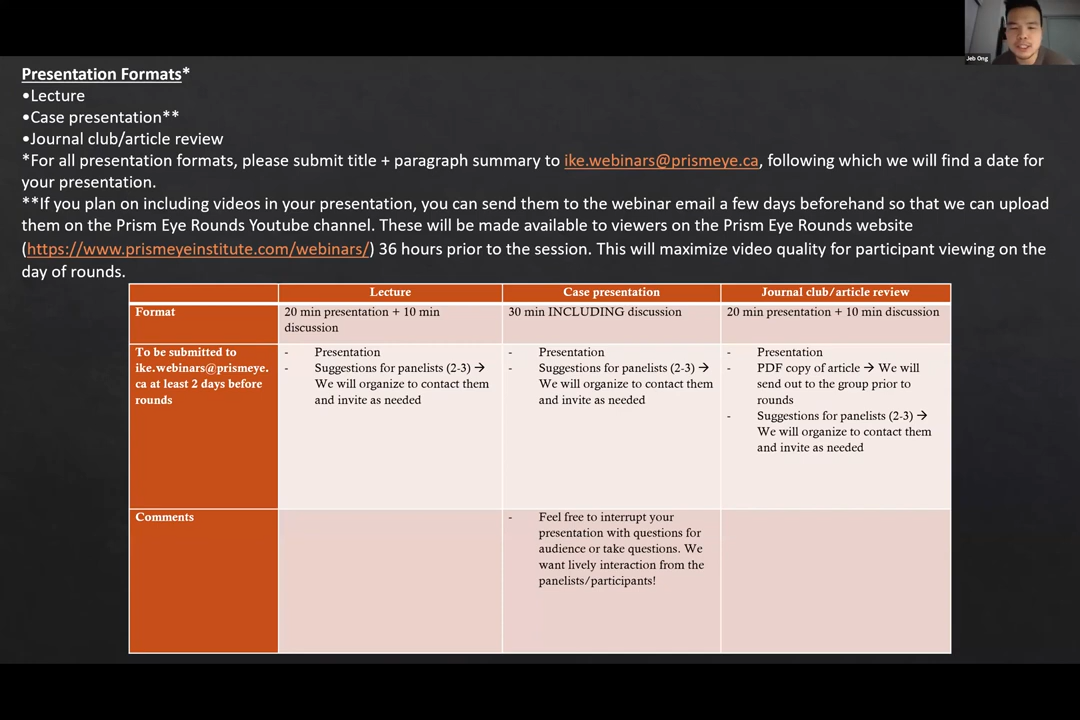 Jeb Ong
Presentation Formats*
•Lecture
•Case presentation**
•Journal club/article review
*For all presentation formats, please submit title + paragraph summary to ike.webinars@prismeye.ca, following which we will find a date for
your presentation.
**If you plan on including videos in your presentation, you can send them to the webinar email a few days beforehand so that we can upload
them on the Prism Eye Rounds Youtube channel. These will be made available to viewers on the Prism Eye Rounds website
(https://www.prismeyeinstitute.com/webinars/) 36 hours prior to the session. This will maximize video quality for participant viewing on the
day of rounds.
Lecture
Case presentation
Journal club/article review
Format
20 min presentation + 10 min
discussion
30 min INCLUDING discussion
20 min presentation + 10 min discussion
To be submitted to
ike.webinars@prismeye.
ca at least 2 days before
rounds
- Presentation
- Suggestions for panelists (2-3) →
We will organize to contact them
and invite as needed
- Presentation
- Suggestions for panelists (2-3) →
We will organize to contact them
and invite as needed
- Presentation
- PDF copy of article → We will
send out to the group prior to
rounds
- Suggestions for panelists (2-3) →
We will organize to contact them
and invite as needed
Comments
- Feel free to interrupt your
presentation with questions for
audience or take questions. We
want lively interaction from the
panelists/participants!